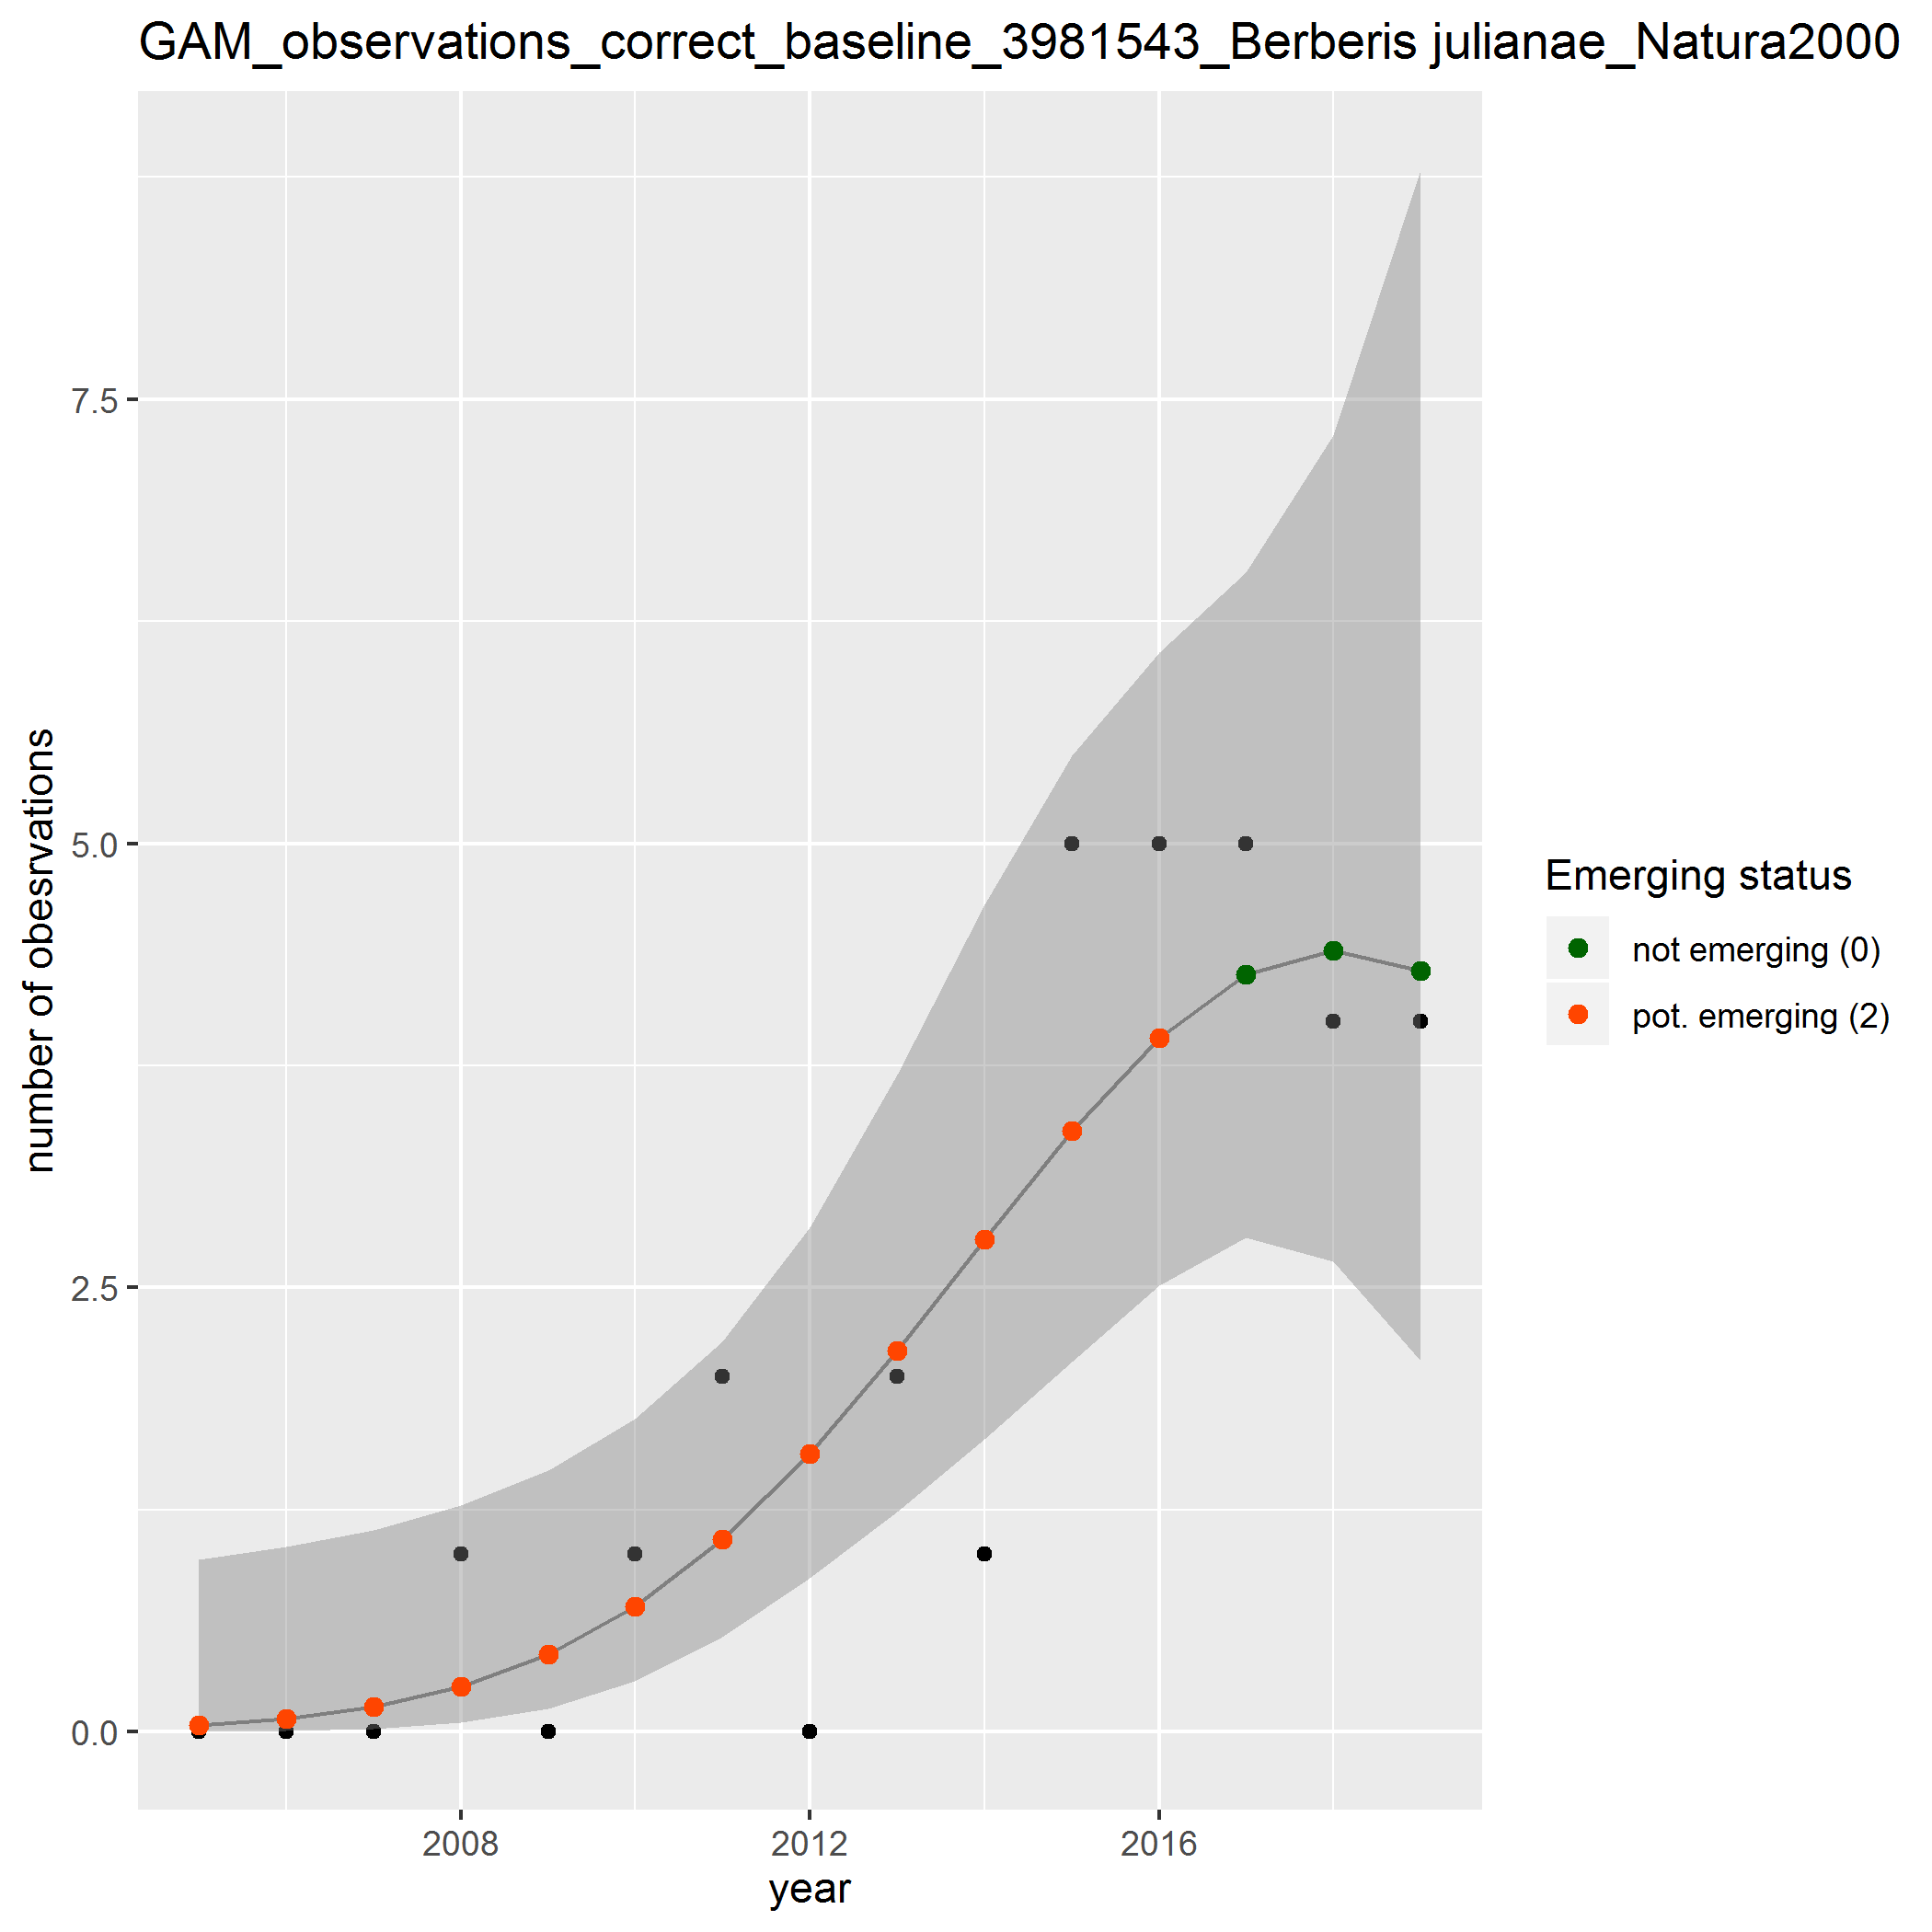 GAM_observations_correct_baseline_3981543_Berberis julianae_Natura2000
7.5
5.0
2.5
0.0
number of obesrvations
2008
2012
2016
year
Emerging status
not emerging (0)
pot. emerging (2)